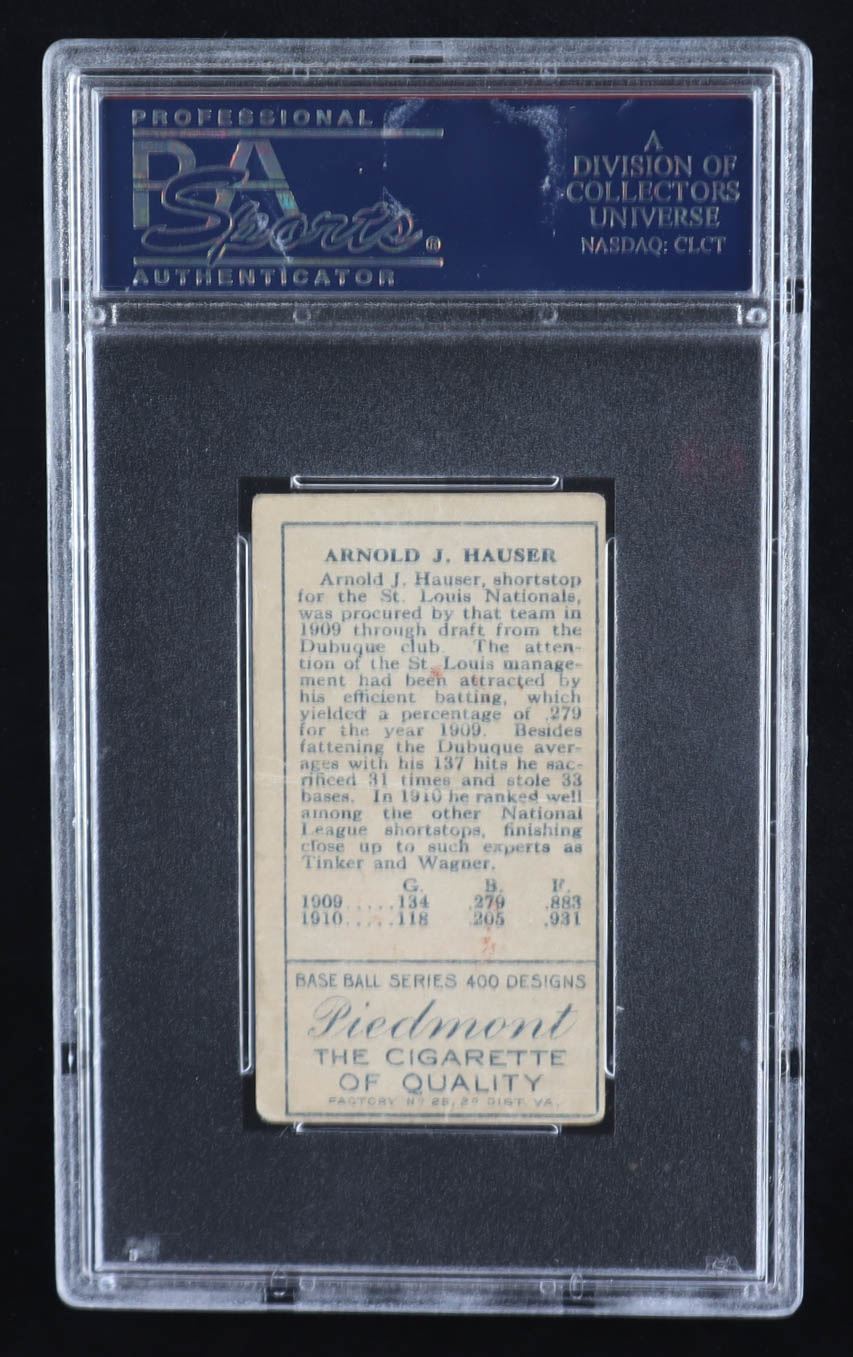 PROFESSIONAL
PSA
Sports®
AUTHENTICATOR
A
DIVISION OF
COLLECTORS
UNIVERSE
NASDAQ: CLCT
ARNOLD J. HAUSER
Arnold J. Hauser, shortstop
for the St. Louis Nationals,
was procured by that team in
1909 through draft from the
Dubuque club. The atten-
tion of the St. Louis manage-
ment had been attracted by
his efficient batting, which
yielded a percentage of .279
for the year 1909. Besides
fattening the Dubuque aver-
ages with his 137 hits he sac-
rificed 31 times and stole 33
bases. In 1910 he ranked well
among the other National
League shortstops, finishing
close up to such experts as
Tinker and Wagner.
G. B. F.
1909.....134 .279 .883
1910.....118 .205 .931
BASE BALL SERIES 400 DESIGNS
Piedmont
THE CIGARETTE
OF QUALITY
FACTORY Nº 25, 2D DIST. VA.
PSA